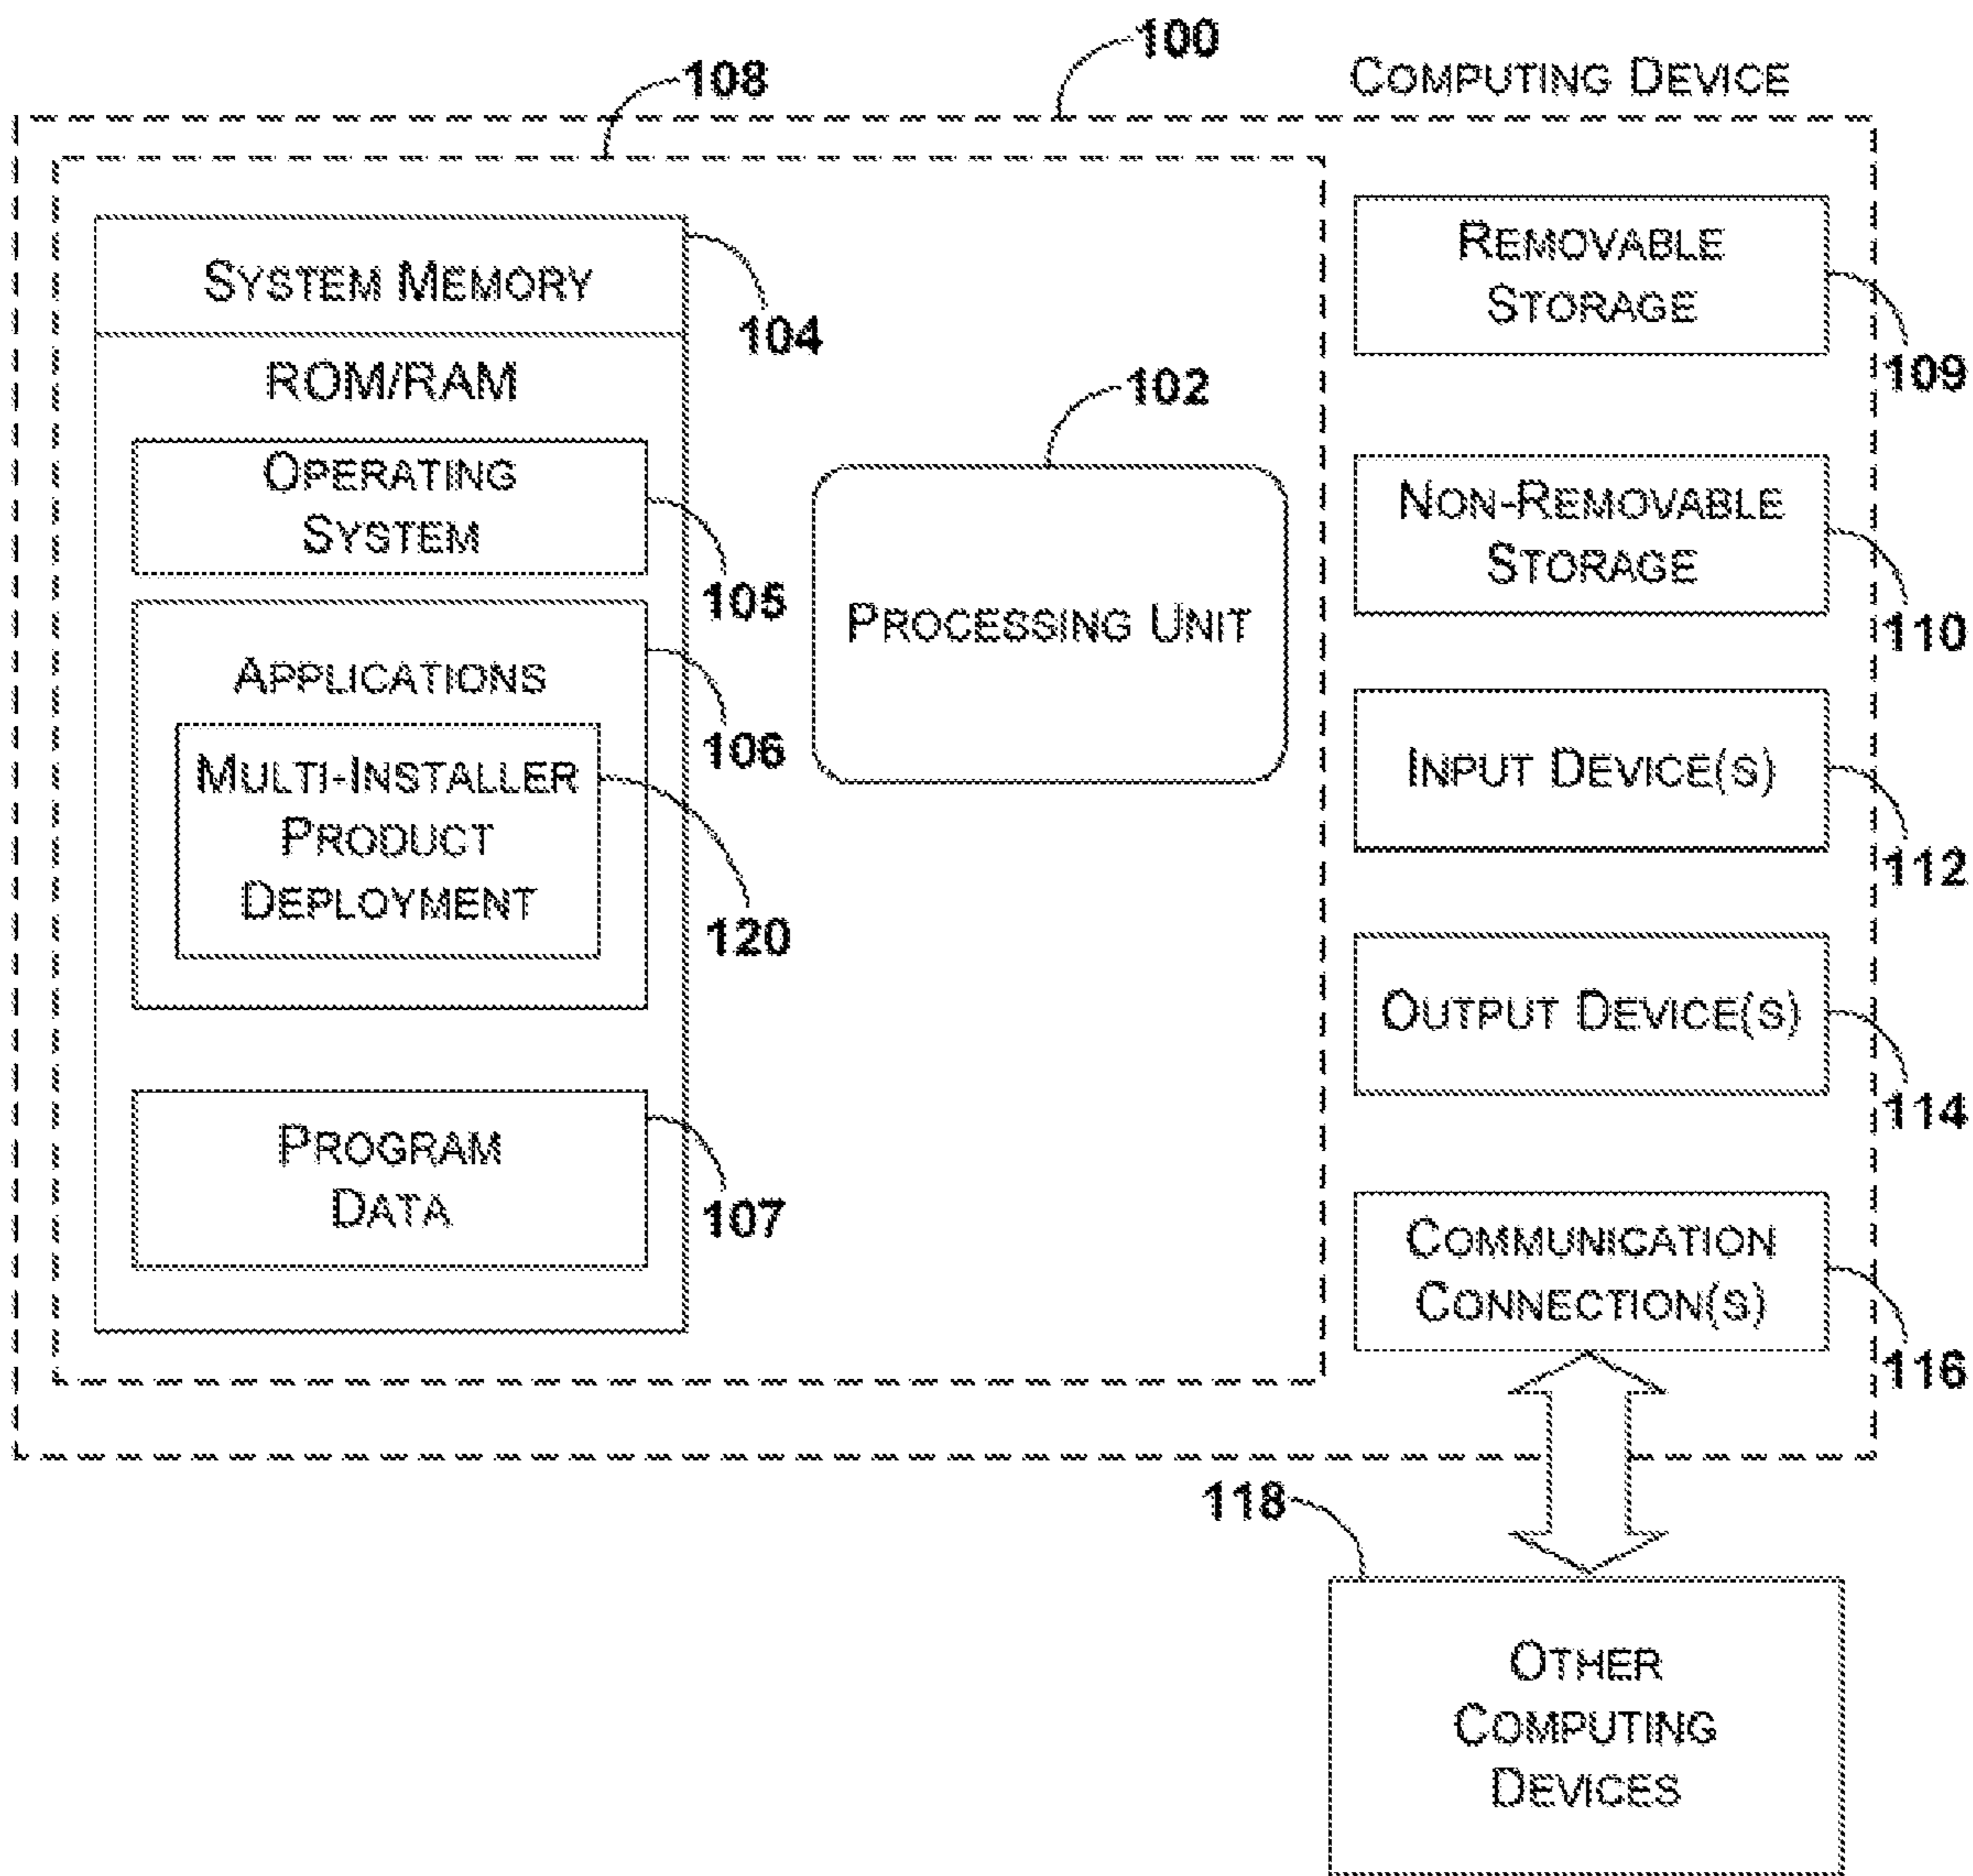 100
COMPUTING DEVICE
108
SYSTEM MEMORY
104
ROM/RAM
OPERATING
SYSTEM
105
APPLICATIONS
106
MULTI-INSTALLER
PRODUCT
DEPLOYMENT
120
PROGRAM
DATA
107
102
PROCESSING UNIT
REMOVABLE
STORAGE
109
NON-REMOVABLE
STORAGE
110
INPUT DEVICE(S)
112
OUTPUT DEVICE(S)
114
COMMUNICATION
CONNECTION(S)
116
118
OTHER
COMPUTING
DEVICES